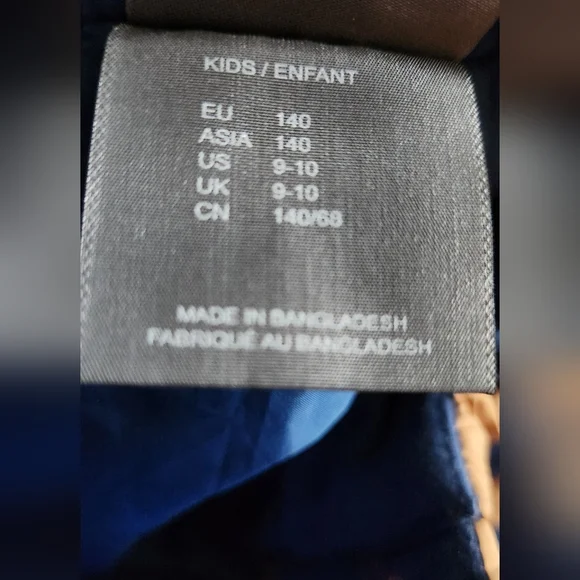 KIDS / ENFANT
EU 140
ASIA 140
US 9-10
UK 9-10
CN 140/68
MADE IN BANGLADESH
FABRIQUÉ AU BANGLADESH